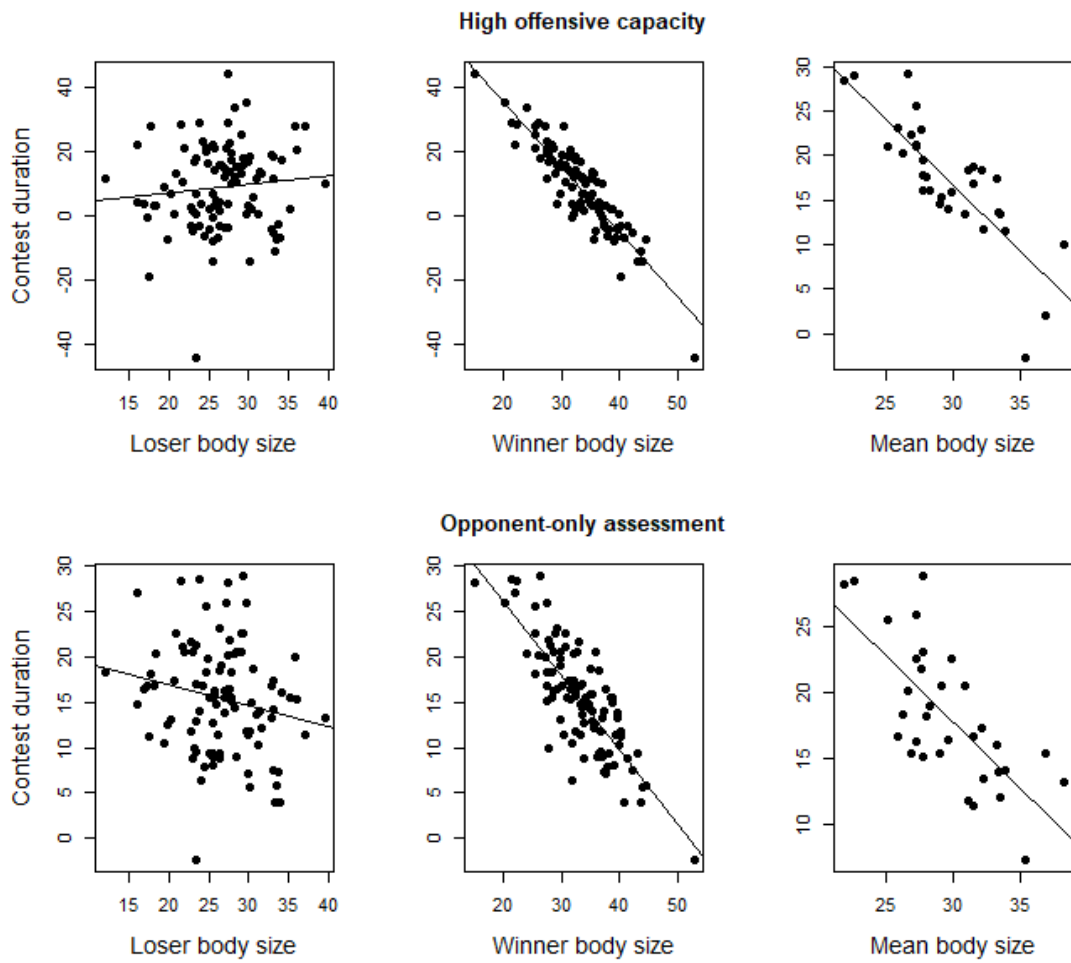 High offensive capacity
Contest duration
40
20
0
-20
-40
15 20 25 30 35 40
Loser body size
40
20
0
-20
-40
20 30 40 50
Winner body size
30
25
20
15
10
5
0
25 30 35
Mean body size
Opponent-only assessment
Contest duration
30
25
20
15
10
5
0
15 20 25 30 35 40
Loser body size
30
25
20
15
10
5
0
20 30 40 50
Winner body size
25
20
15
10
25 30 35
Mean body size